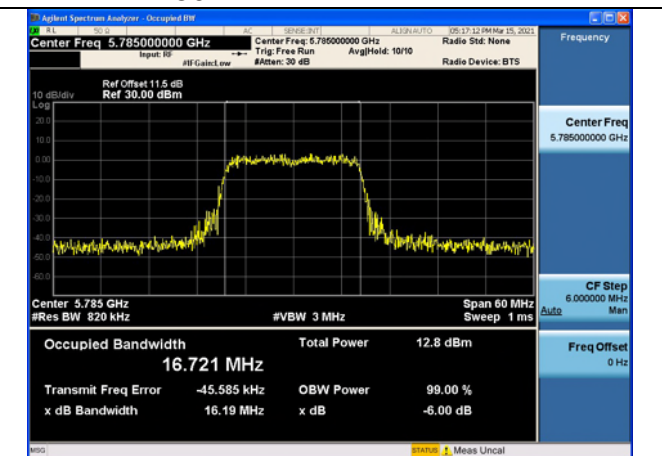 Agilent Spectrum Analyzer - Occupied BW
RL 50 Ω AC SENSE:INT ALIGN AUTO 05:17:12 PM Mar 15, 2021
Center Freq 5.785000000 GHz
Input: RF
#IFGain:Low
Center Freq: 5.785000000 GHz
Trig: Free Run Avg|Hold: 10/10
#Atten: 30 dB
Radio Std: None
Radio Device: BTS
Frequency
Ref Offset 11.5 dB
10 dB/div Ref 30.00 dBm
Log
20.0
10.0
0.00
-10.0
-20.0
-30.0
-40.0
-50.0
-60.0
Center Freq
5.785000000 GHz
Center 5.785 GHz Span 60 MHz
#Res BW 820 kHz #VBW 3 MHz Sweep 1 ms
CF Step
6.000000 MHz
Auto Man
Occupied Bandwidth Total Power 12.8 dBm
16.721 MHz
Freq Offset
0 Hz
Transmit Freq Error -45.585 kHz OBW Power 99.00 %
x dB Bandwidth 16.19 MHz x dB -6.00 dB
MSG STATUS Meas Uncal